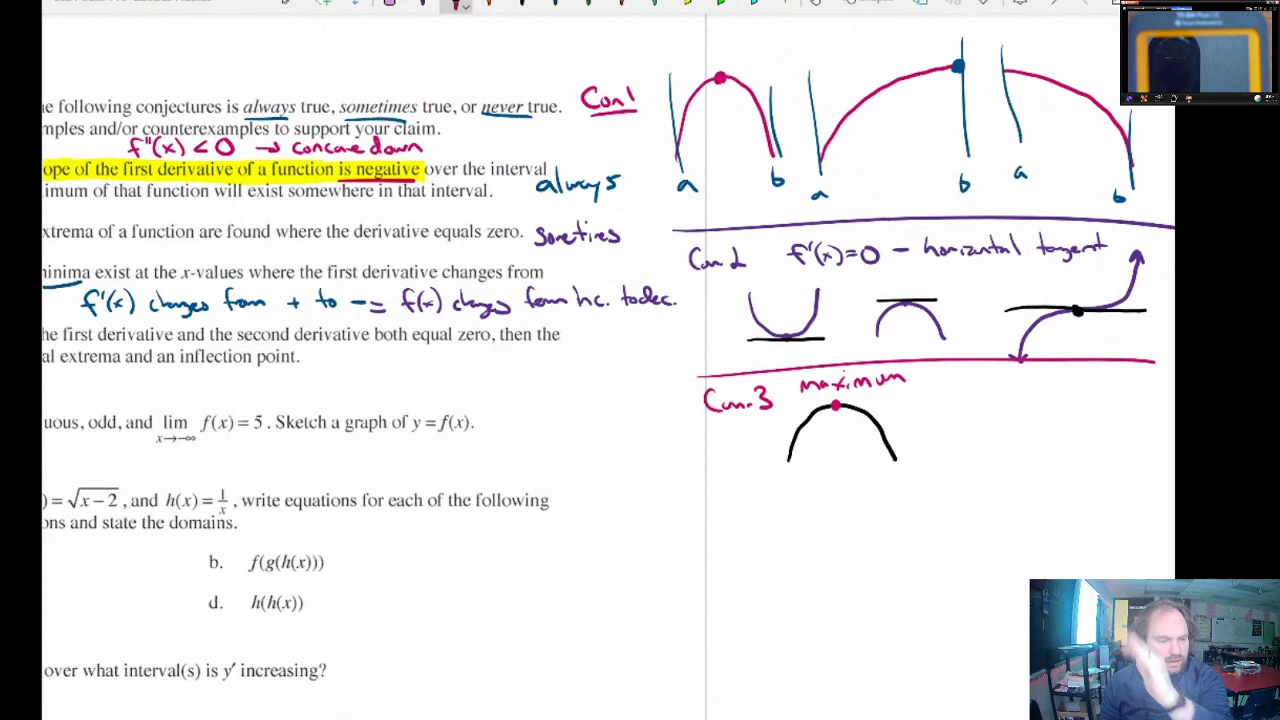 e following conjectures is always true, sometimes true, or never true.
mples and/or counterexamples to support your claim.
f"(x) < 0 → concave down
ope of the first derivative of a function is negative over the interval
imum of that function will exist somewhere in that interval.
always
xtrema of a function are found where the derivative equals zero.
sometimes
minima exist at the x-values where the first derivative changes from
f'(x) changes from + to - = f(x) changes from inc. to dec.
he first derivative and the second derivative both equal zero, then the
al extrema and an inflection point.
uous, odd, and lim x→−∞ f(x) = 5. Sketch a graph of y = f(x).
) = √x − 2, and h(x) = 1/x, write equations for each of the following
ons and state the domains.
b. f(g(h(x)))
d. h(h(x))
over what interval(s) is y′ increasing?
Con 1
a b a b a b
Con. 2 f'(x) = 0 - horizontal tangent
Con. 3 maximum